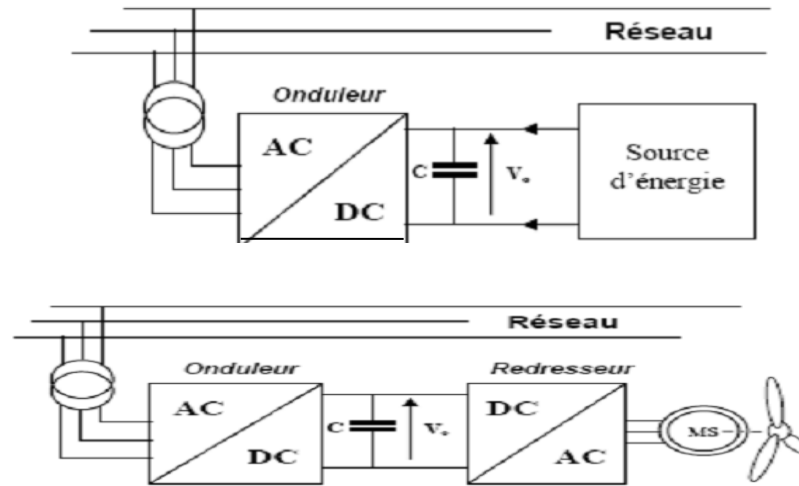 Réseau
Onduleur
AC
DC
C
Vₒ
Source
d'énergie
Réseau
Onduleur
Redresseur
AC
DC
C
Vₒ
DC
AC
MS